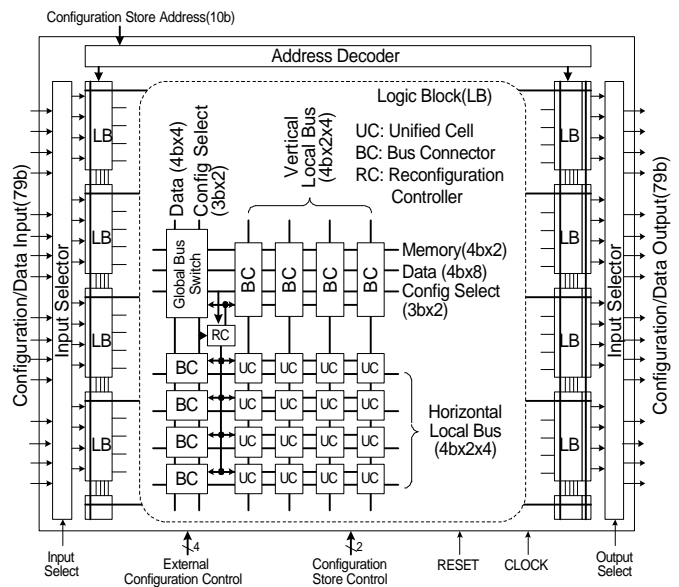 Configuration Store Address(10b)
Address Decoder
Logic Block(LB)
UC: Unified Cell
BC: Bus Connector
RC: Reconfiguration
Controller
Data (4bx4)
Config Select
(3bx2)
Vertical
Local Bus
(4bx2x4)
Global Bus
Switch
BC
BC
BC
BC
Memory(4bx2)
Data (4bx8)
Config Select
(3bx2)
RC
BC
UC
UC
UC
UC
BC
UC
UC
UC
UC
BC
UC
UC
UC
UC
BC
UC
UC
UC
UC
Horizontal
Local Bus
(4bx2x4)
Configuration/Data Input(79b)
Input Selector
LB
LB
LB
LB
LB
LB
LB
LB
Input Selector
Configuration/Data Output(79b)
Input
Select
4
External
Configuration Control
2
Configuration
Store Control
RESET
CLOCK
Output
Select